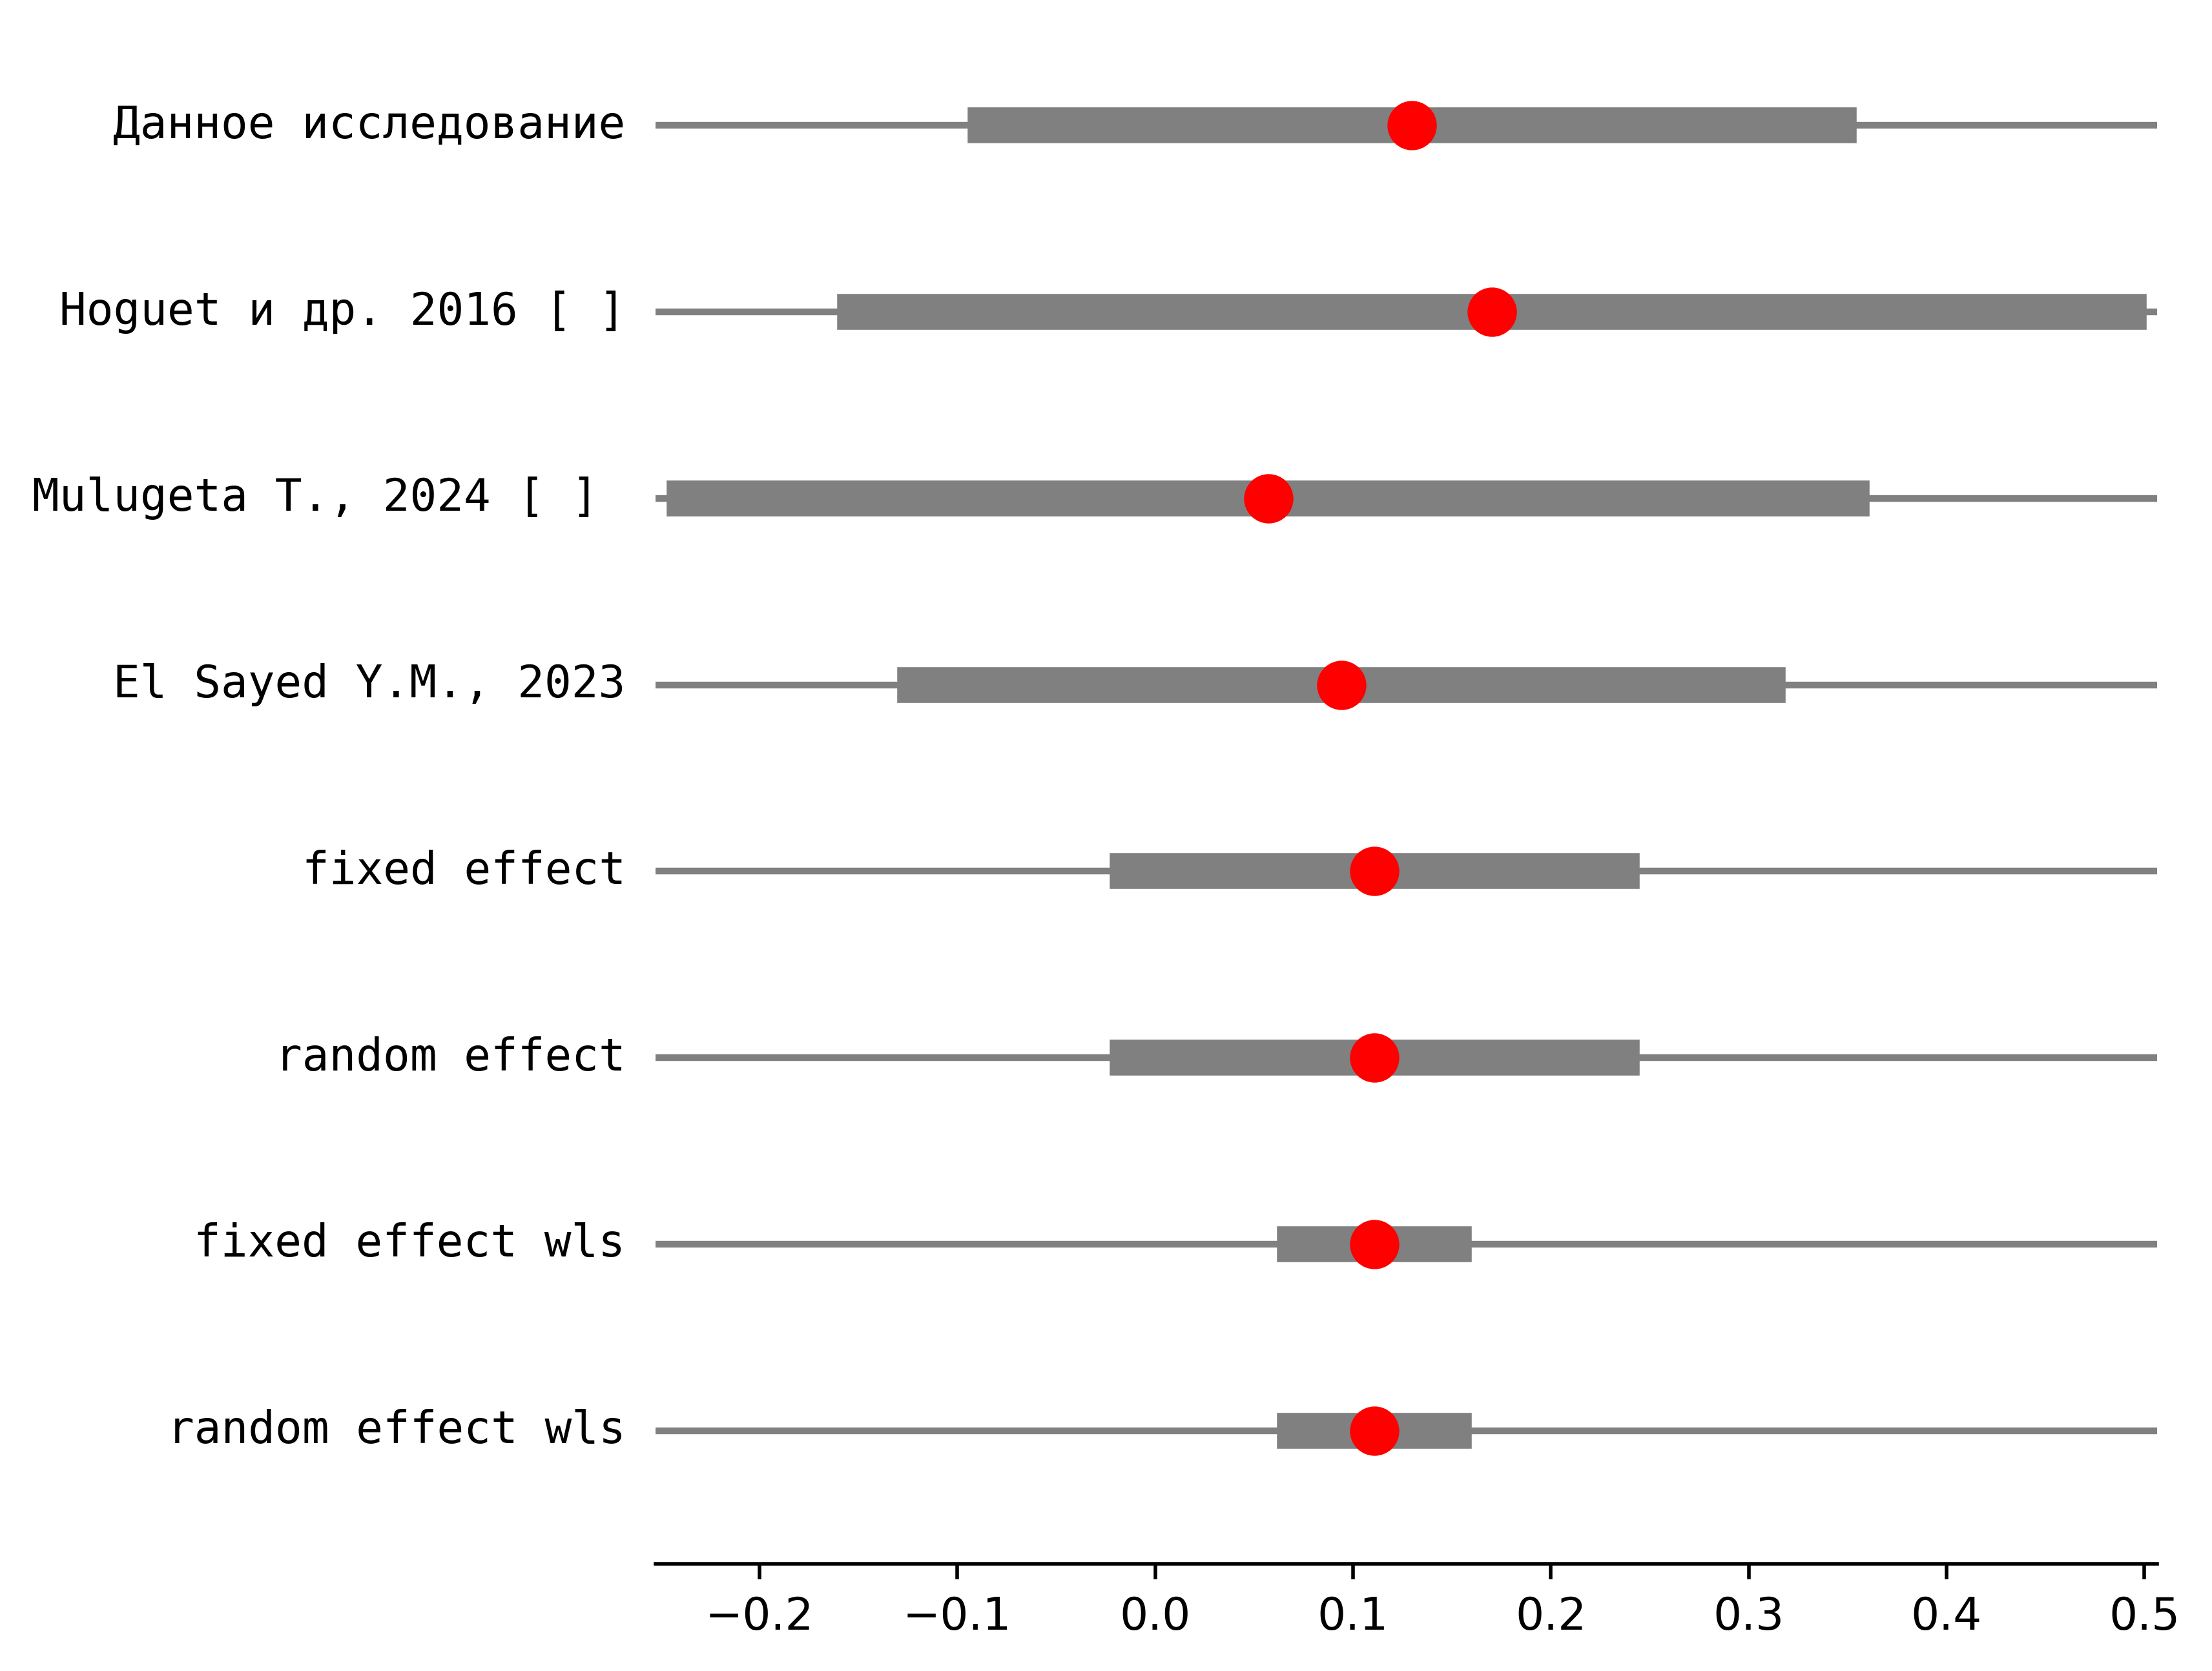 Данное исследование
Hoguet и др. 2016 [ ]
Mulugeta T., 2024 [ ]
El Sayed Y.M., 2023
fixed effect
random effect
fixed effect wls
random effect wls
−0.2 −0.1 0.0 0.1 0.2 0.3 0.4 0.5